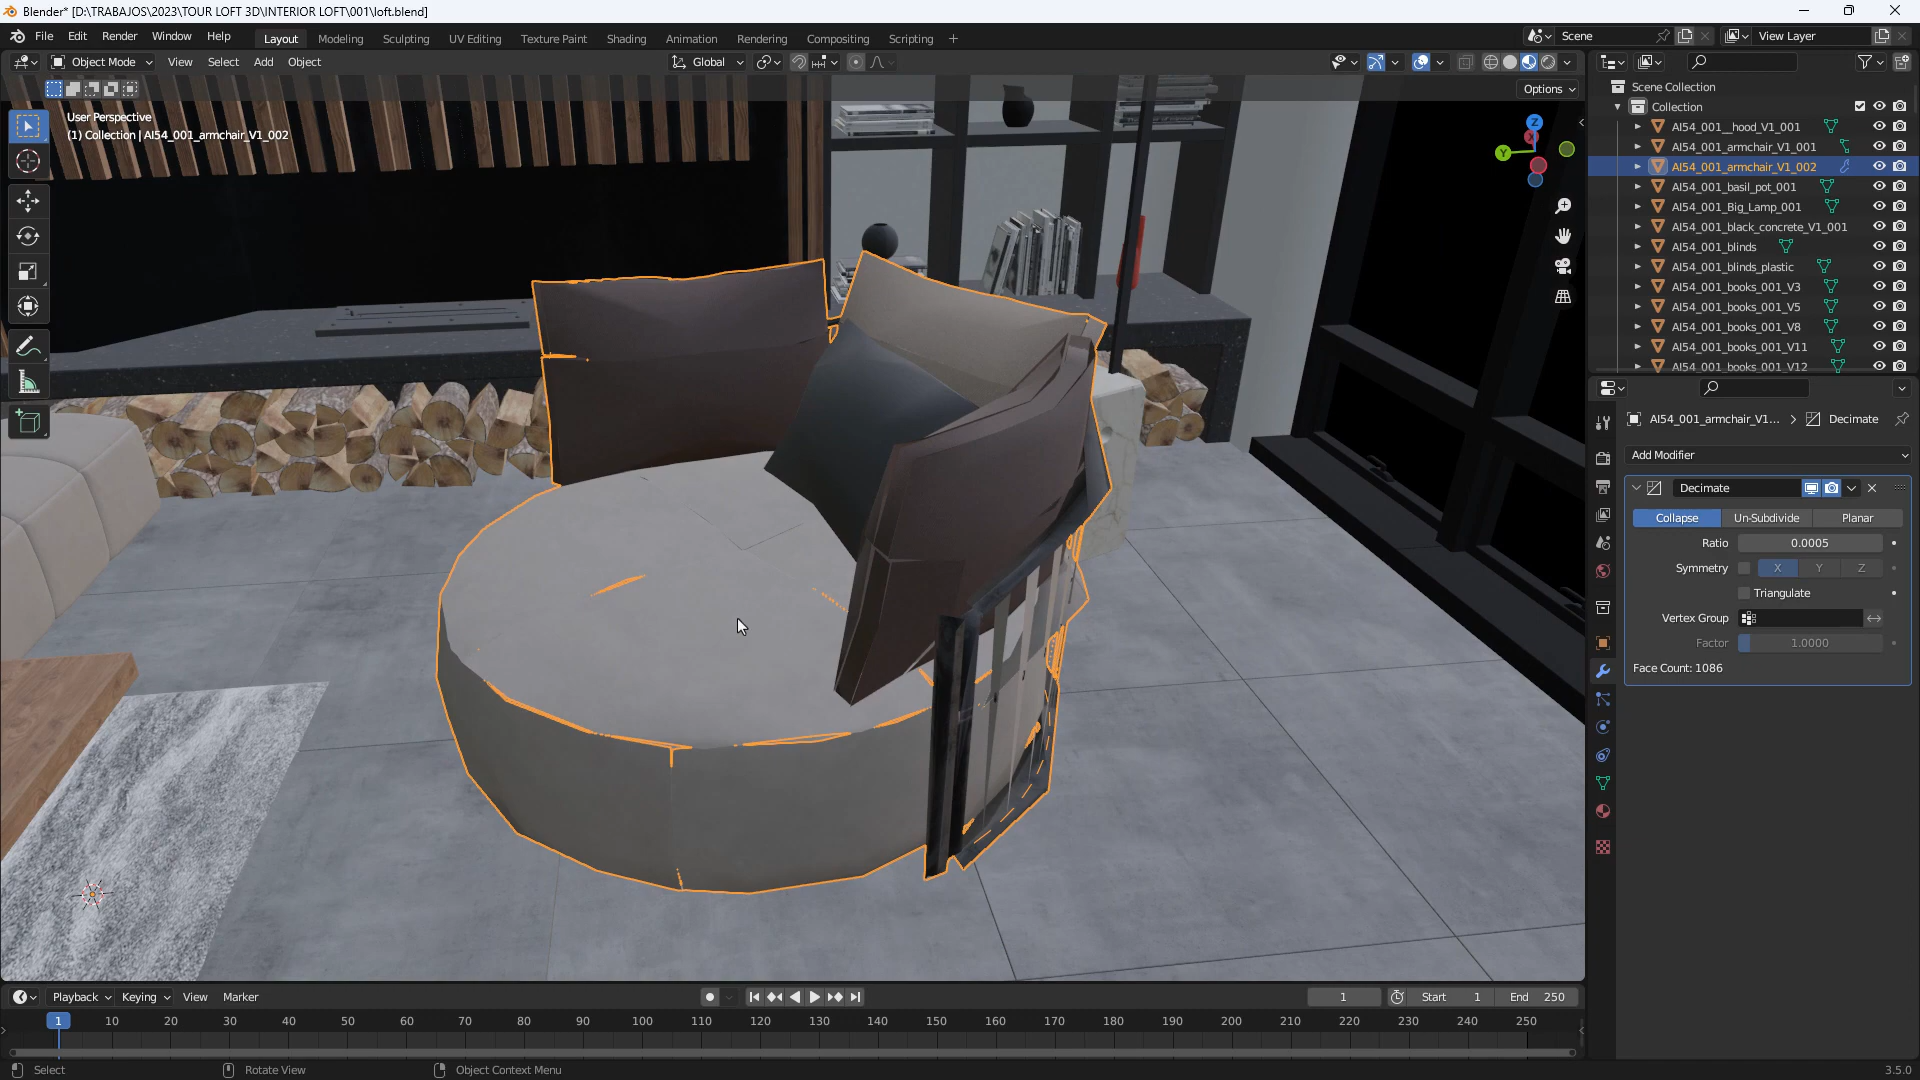 Blender* [D:\TRABAJOS\2023\TOUR LOFT 3D\INTERIOR LOFT\001\loft.blend]
File Edit Render Window Help Layout Modeling Sculpting UV Editing Texture Paint Shading Animation Rendering Compositing Scripting + Scene View Layer
Object Mode View Select Add Object Global
Options
User Perspective
(1) Collection | AI54_001_armchair_V1_002
Z
X
Y
Scene Collection
Collection
AI54_001__hood_V1_001
AI54_001_armchair_V1_001
AI54_001_armchair_V1_002
AI54_001_basil_pot_001
AI54_001_Big_Lamp_001
AI54_001_black_concrete_V1_001
AI54_001_blinds
AI54_001_blinds_plastic
AI54_001_books_001_V3
AI54_001_books_001_V5
AI54_001_books_001_V8
AI54_001_books_001_V11
AI54_001_books_001_V12
AI54_001_armchair_V1... > Decimate
Add Modifier
Decimate
Collapse Un-Subdivide Planar
Ratio 0.0005
Symmetry X Y Z
Triangulate
Vertex Group
Factor 1.0000
Face Count: 1086
Playback Keying View Marker 1 Start 1 End 250
1 10 20 30 40 50 60 70 80 90 100 110 120 130 140 150 160 170 180 190 200 210 220 230 240 250
Select Rotate View Object Context Menu 3.5.0